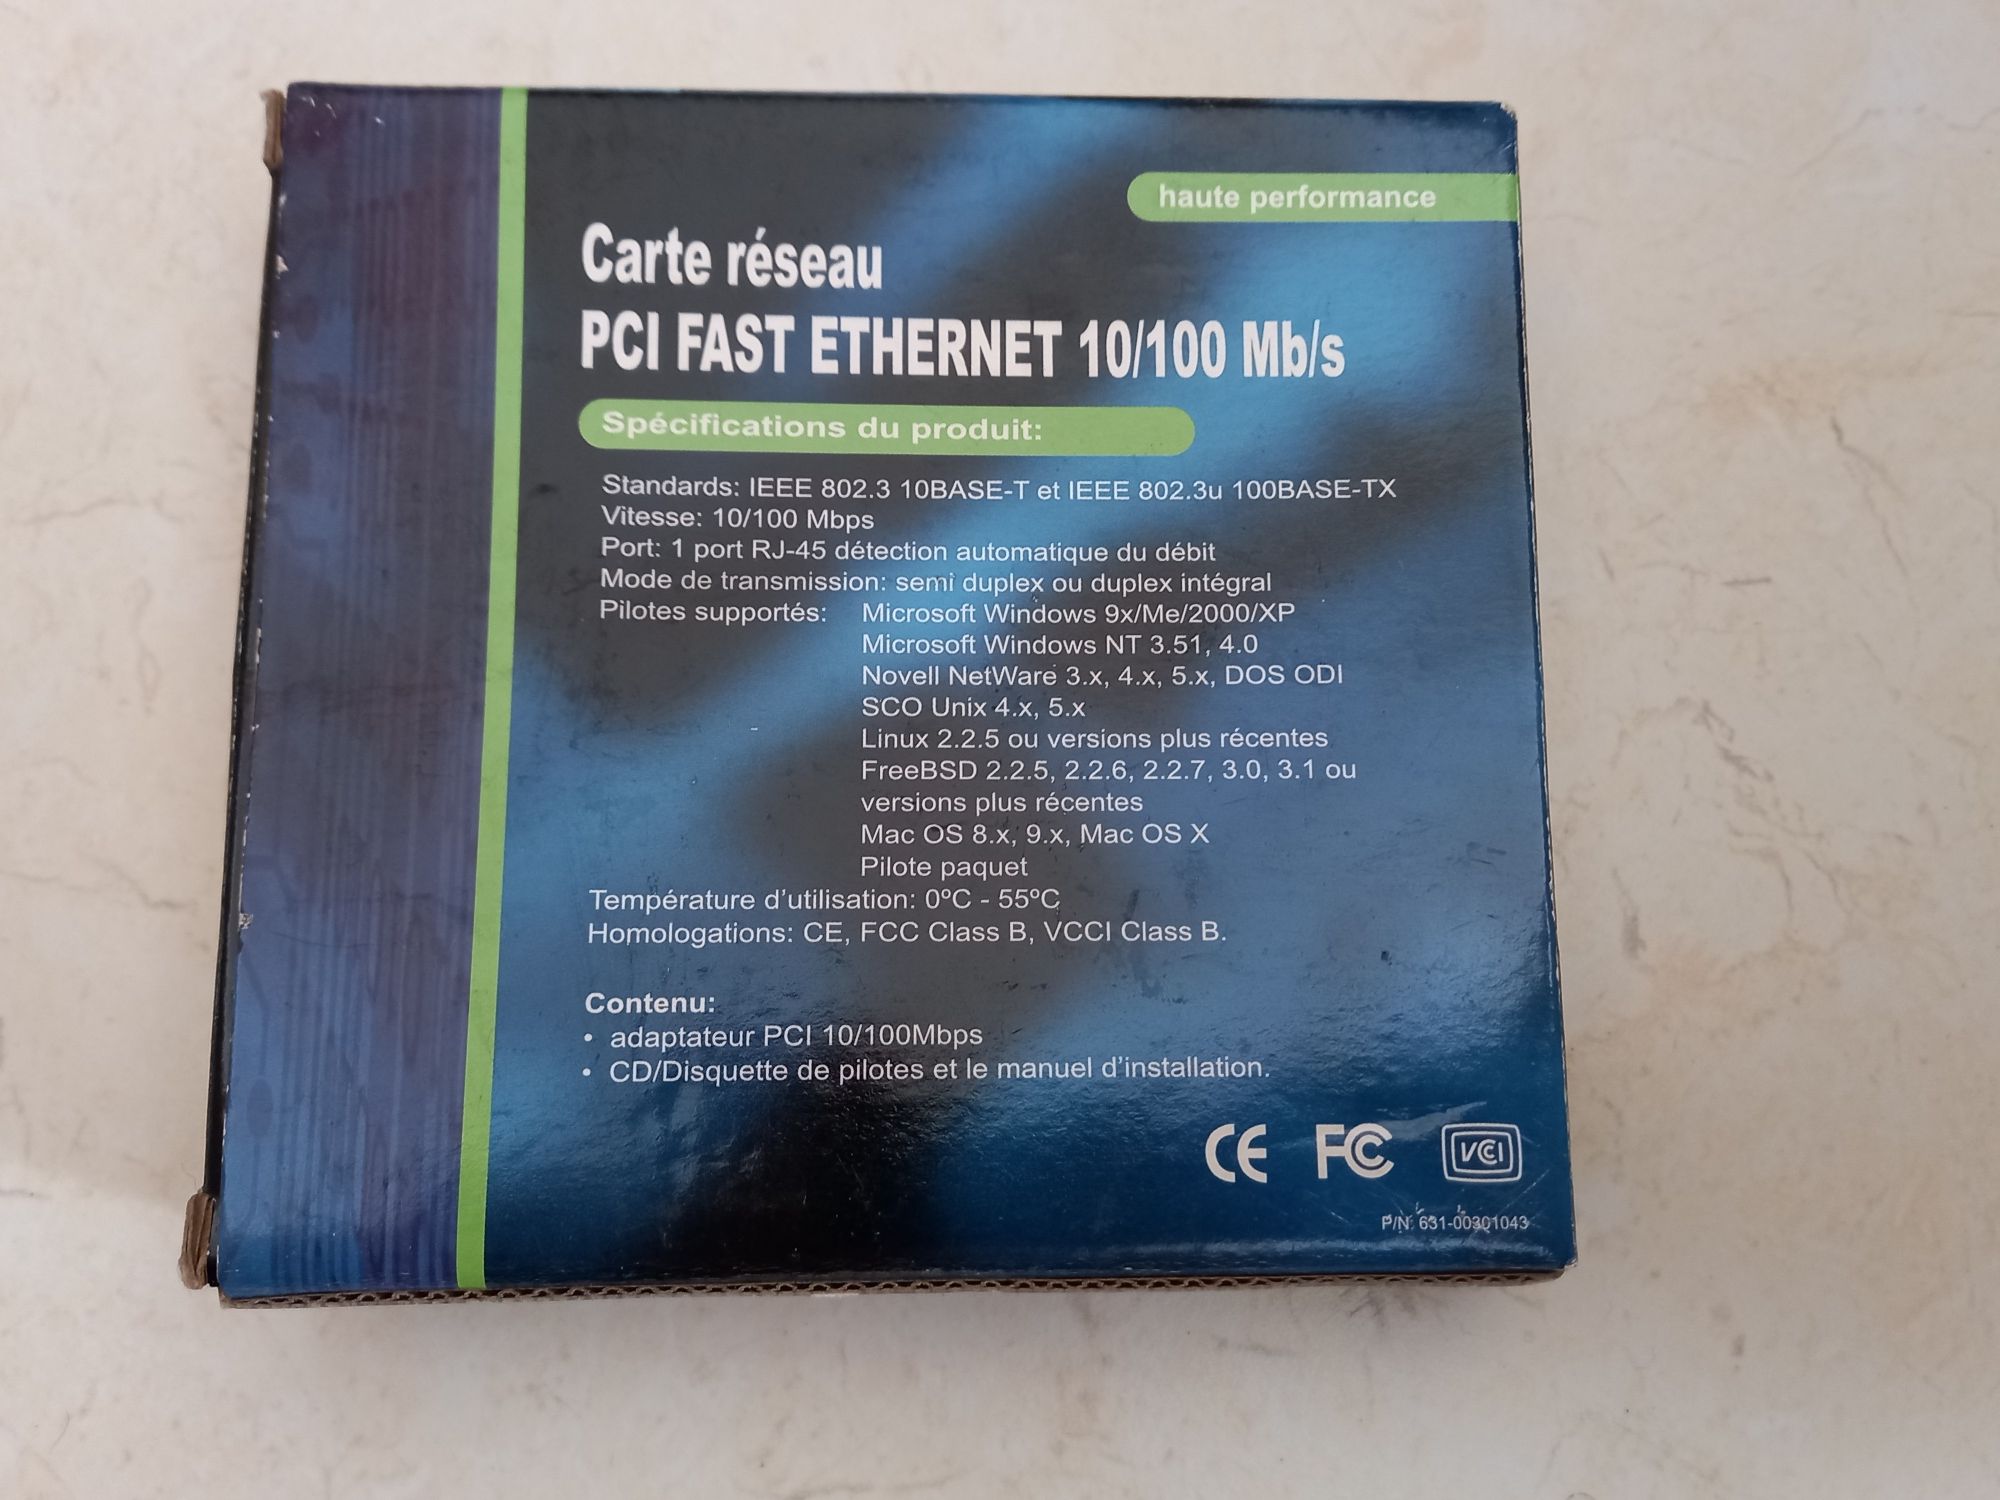 haute performance
Carte réseau
PCI FAST ETHERNET 10/100 Mb/s
Spécifications du produit:
Standards: IEEE 802.3 10BASE-T et IEEE 802.3u 100BASE-TX
Vitesse: 10/100 Mbps
Port: 1 port RJ-45 détection automatique du débit
Mode de transmission: semi duplex ou duplex intégral
Pilotes supportés: Microsoft Windows 9x/Me/2000/XP
Microsoft Windows NT 3.51, 4.0
Novell NetWare 3.x, 4.x, 5.x, DOS ODI
SCO Unix 4.x, 5.x
Linux 2.2.5 ou versions plus récentes
FreeBSD 2.2.5, 2.2.6, 2.2.7, 3.0, 3.1 ou
versions plus récentes
Mac OS 8.x, 9.x, Mac OS X
Pilote paquet
Température d'utilisation: 0ºC - 55ºC
Homologations: CE, FCC Class B, VCCI Class B.
Contenu:
• adaptateur PCI 10/100Mbps
• CD/Disquette de pilotes et le manuel d'installation.
CE FC VCCI
P/N: 631-00301043